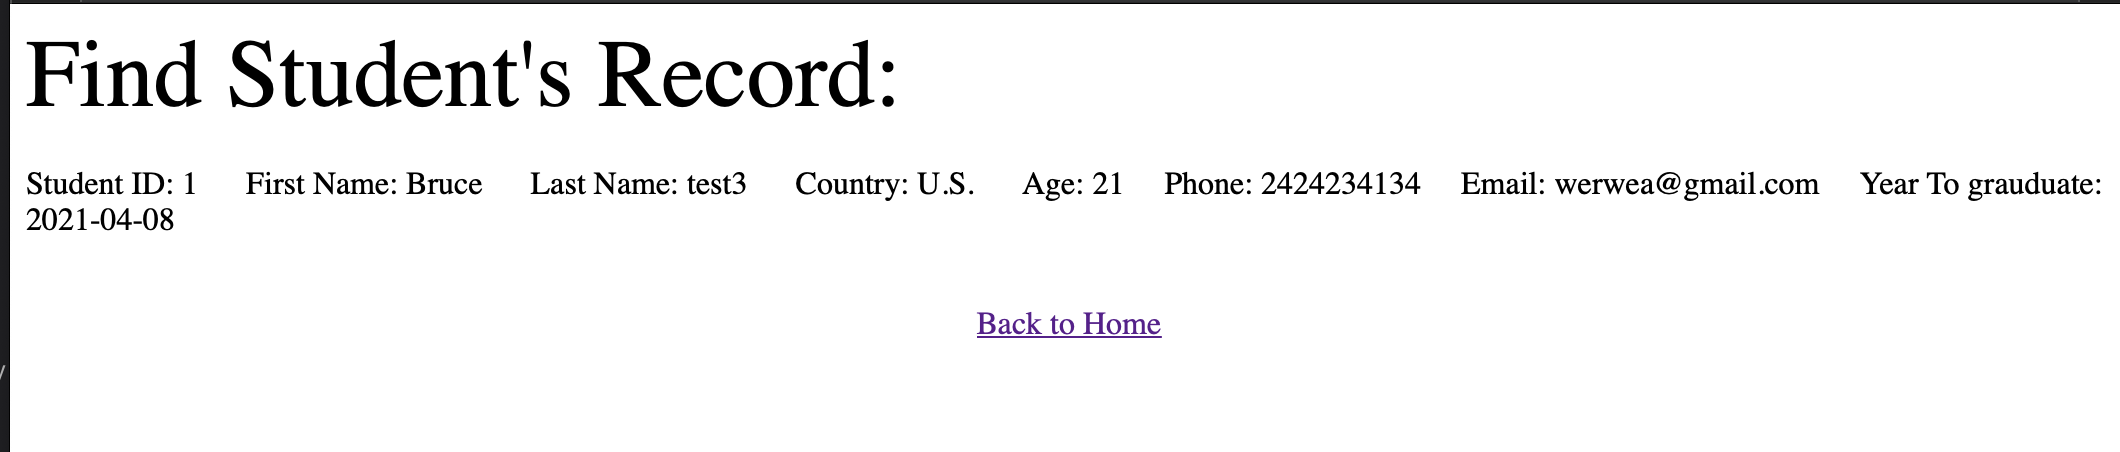 Find Student's Record:
Student ID: 1 First Name: Bruce Last Name: test3 Country: U.S. Age: 21 Phone: 2424234134 Email: werwea@gmail.com Year To grauduate:
2021-04-08
Back to Home